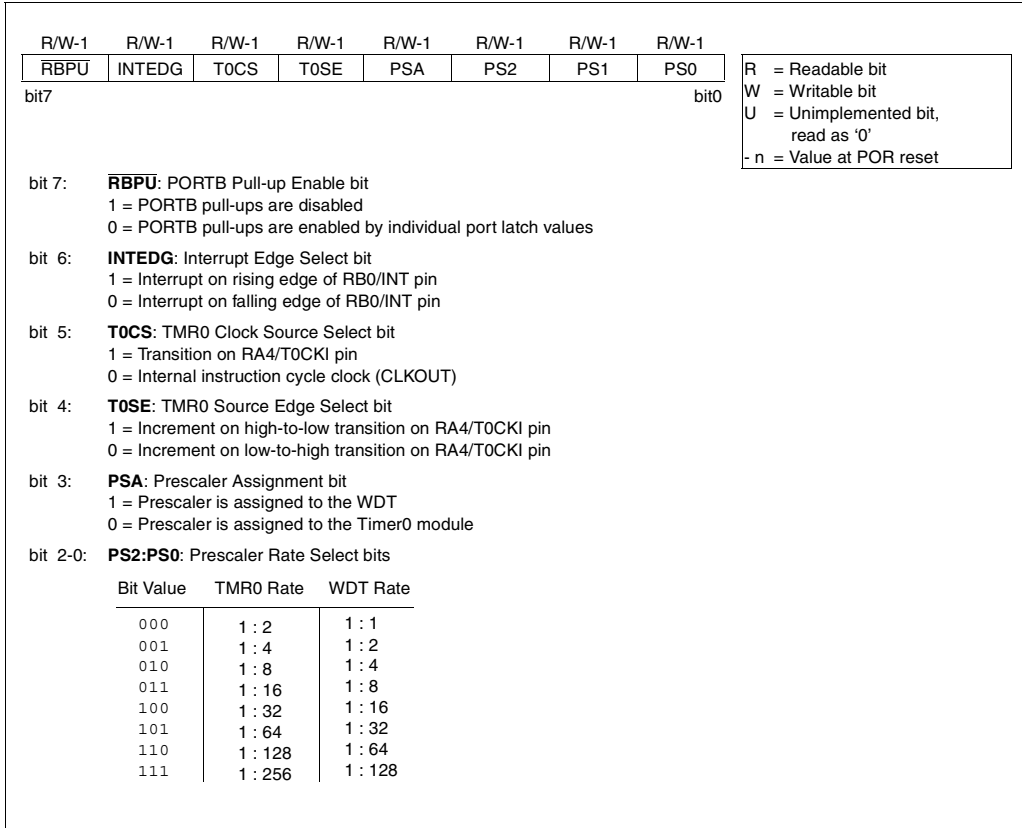 R/W-1 R/W-1 R/W-1 R/W-1 R/W-1 R/W-1 R/W-1 R/W-1
RBPU INTEDG T0CS T0SE PSA PS2 PS1 PS0
bit7 bit0
R = Readable bit
W = Writable bit
U = Unimplemented bit,
read as ‘0’
- n = Value at POR reset
bit 7: RBPU: PORTB Pull-up Enable bit
1 = PORTB pull-ups are disabled
0 = PORTB pull-ups are enabled by individual port latch values
bit 6: INTEDG: Interrupt Edge Select bit
1 = Interrupt on rising edge of RB0/INT pin
0 = Interrupt on falling edge of RB0/INT pin
bit 5: T0CS: TMR0 Clock Source Select bit
1 = Transition on RA4/T0CKI pin
0 = Internal instruction cycle clock (CLKOUT)
bit 4: T0SE: TMR0 Source Edge Select bit
1 = Increment on high-to-low transition on RA4/T0CKI pin
0 = Increment on low-to-high transition on RA4/T0CKI pin
bit 3: PSA: Prescaler Assignment bit
1 = Prescaler is assigned to the WDT
0 = Prescaler is assigned to the Timer0 module
bit 2-0: PS2:PS0: Prescaler Rate Select bits
Bit Value TMR0 Rate WDT Rate
000 1 : 2 1 : 1
001 1 : 4 1 : 2
010 1 : 8 1 : 4
011 1 : 16 1 : 8
100 1 : 32 1 : 16
101 1 : 64 1 : 32
110 1 : 128 1 : 64
111 1 : 256 1 : 128